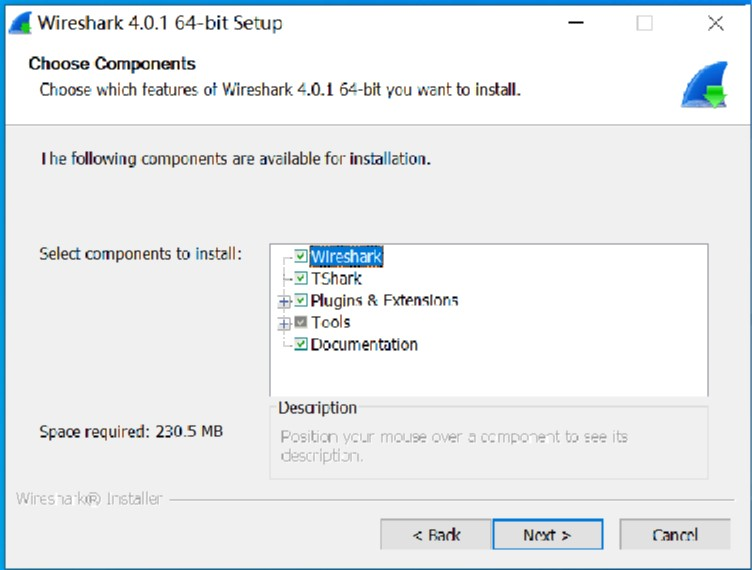 Wireshark 4.0.1 64-bit Setup
Choose Components
Choose which features of Wireshark 4.0.1 64-bit you want to install.
The following components are available for installation.
Select components to install:
Wireshark
TShark
Plugins & Extensions
Tools
Documentation
Space required: 230.5 MB
Description
Position your mouse over a component to see its
description.
Wireshark® Installer
< Back
Next >
Cancel